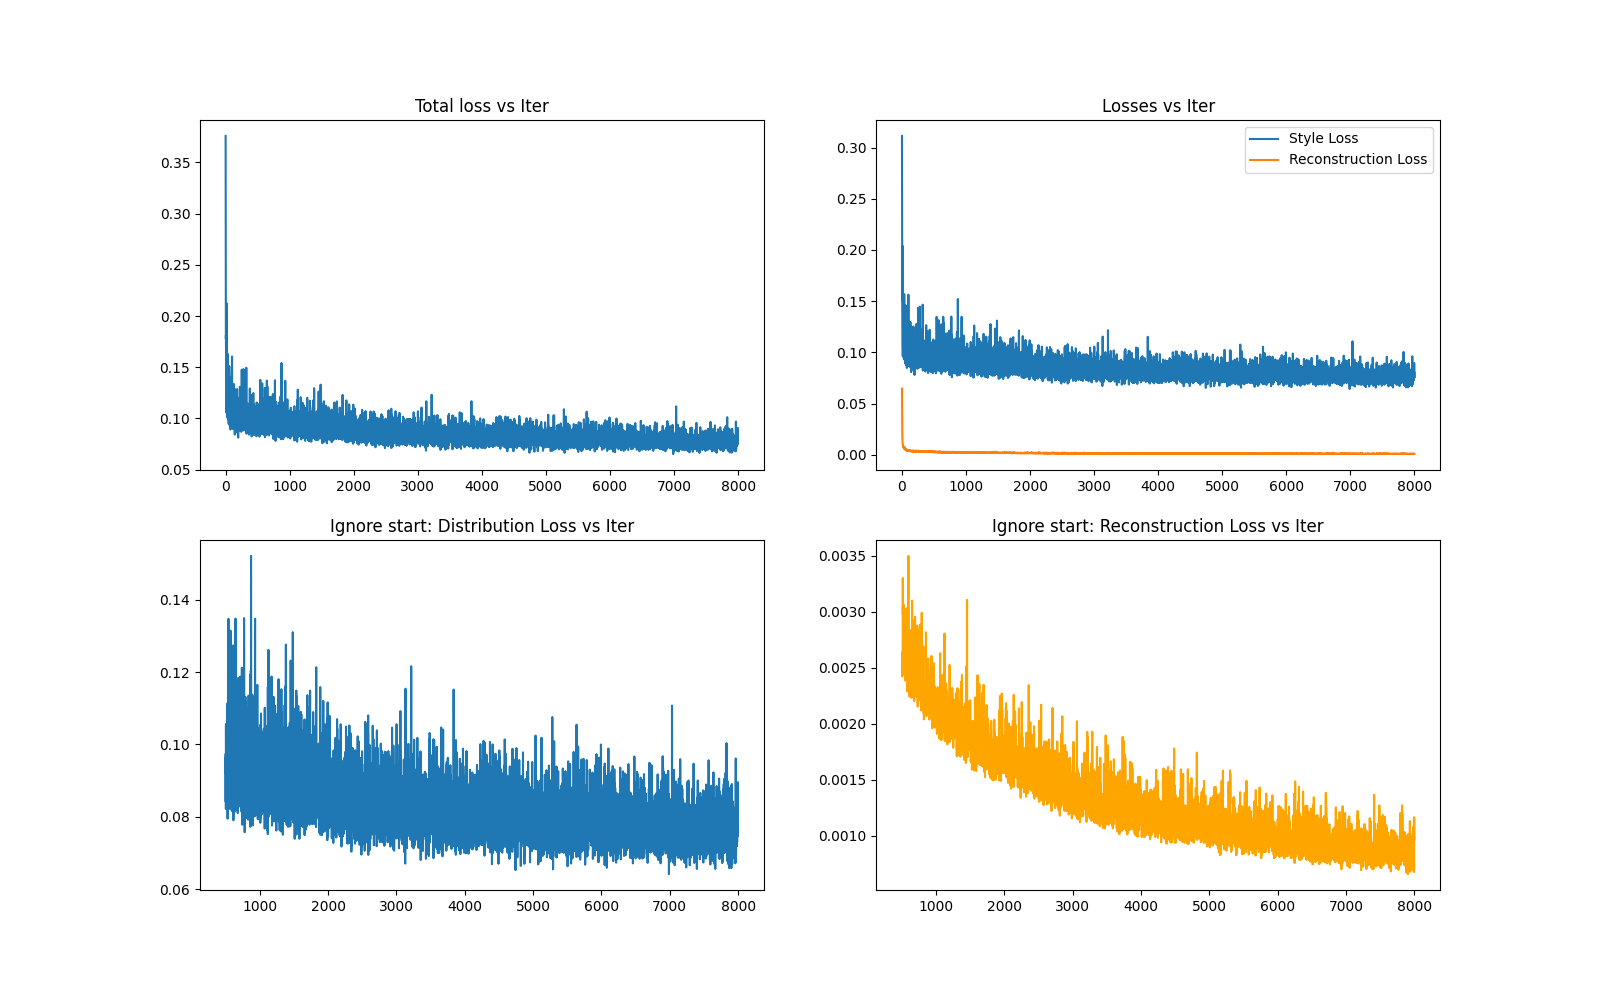 Total loss vs Iter
0.35
0.30
0.25
0.20
0.15
0.10
0.05
0 1000 2000 3000 4000 5000 6000 7000 8000
Losses vs Iter
Style Loss
Reconstruction Loss
0.30
0.25
0.20
0.15
0.10
0.05
0.00
0 1000 2000 3000 4000 5000 6000 7000 8000
Ignore start: Distribution Loss vs Iter
0.14
0.12
0.10
0.08
0.06
1000 2000 3000 4000 5000 6000 7000 8000
Ignore start: Reconstruction Loss vs Iter
0.0035
0.0030
0.0025
0.0020
0.0015
0.0010
1000 2000 3000 4000 5000 6000 7000 8000